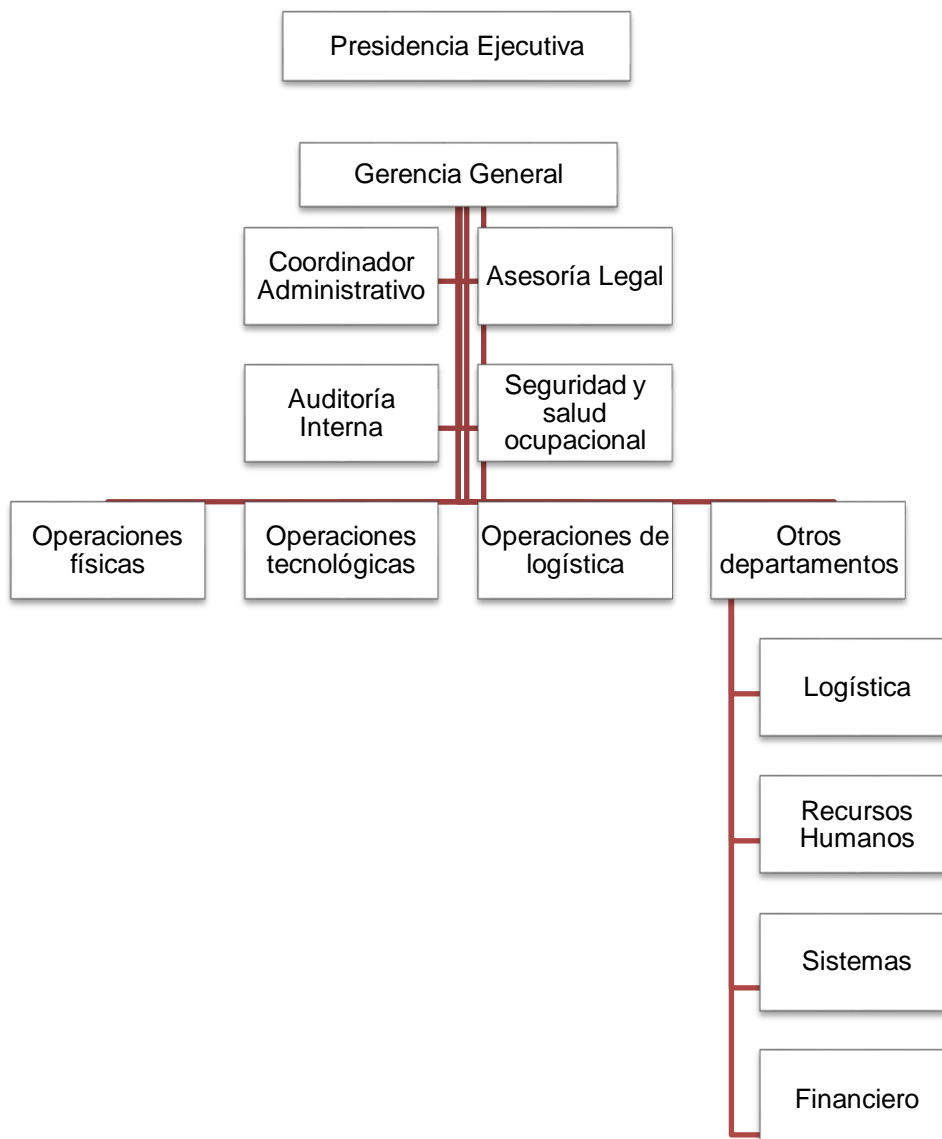 Presidencia Ejecutiva
Gerencia General
Coordinador
Administrativo
Asesoría Legal
Auditoría
Interna
Seguridad y
salud
ocupacional
Operaciones
físicas
Operaciones
tecnológicas
Operaciones de
logística
Otros
departamentos
Logística
Recursos
Humanos
Sistemas
Financiero